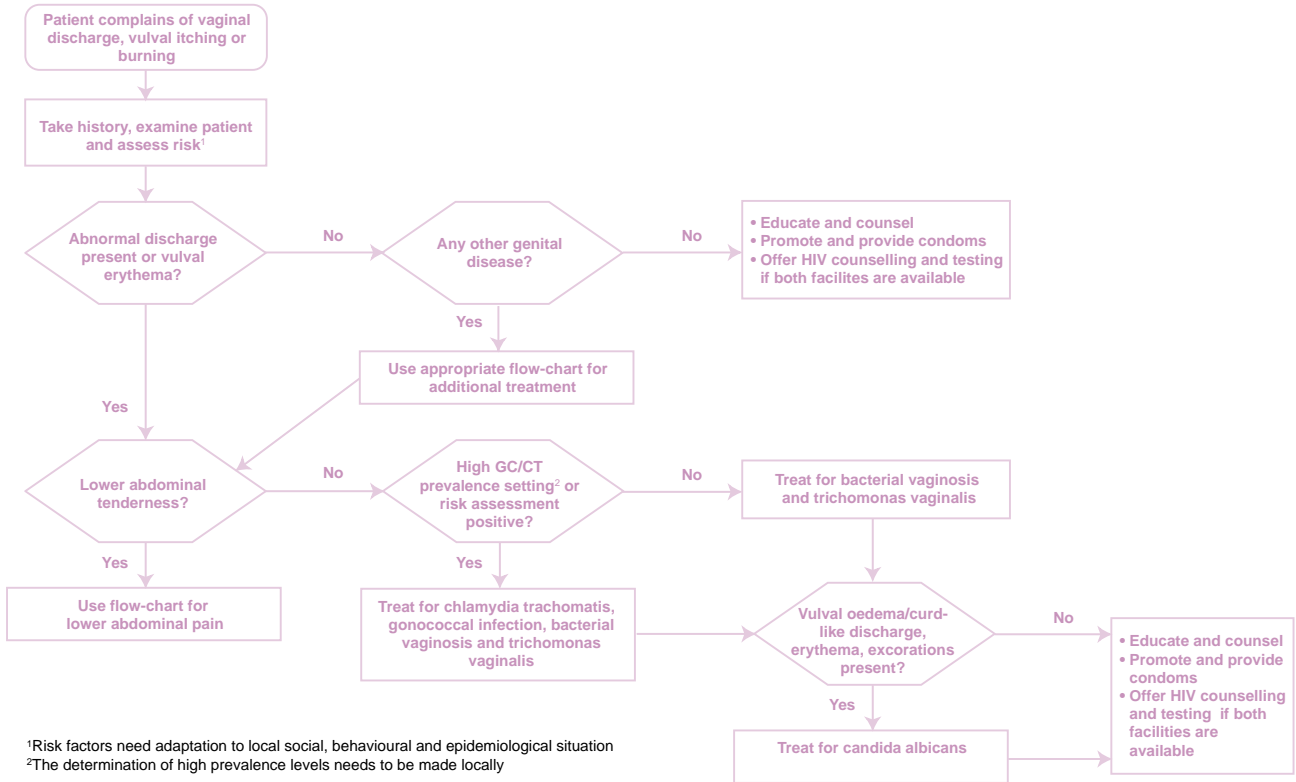 Patient complains of vaginal
discharge, vulval itching or
burning
Take history, examine patient
and assess risk¹
Abnormal discharge
present or vulval
erythema?
No
Any other genital
disease?
No
• Educate and counsel
• Promote and provide condoms
• Offer HIV counselling and testing
if both facilites are available
Yes
Use appropriate flow-chart for
additional treatment
Yes
Lower abdominal
tenderness?
No
High GC/CT
prevalence setting² or
risk assessment
positive?
No
Treat for bacterial vaginosis
and trichomonas vaginalis
Yes
Use flow-chart for
lower abdominal pain
Yes
Treat for chlamydia trachomatis,
gonococcal infection, bacterial
vaginosis and trichomonas
vaginalis
Vulval oedema/curd-
like discharge,
erythema, excorations
present?
No
• Educate and counsel
• Promote and provide
condoms
• Offer HIV counselling
and testing if both
facilities are
available
Yes
Treat for candida albicans
¹Risk factors need adaptation to local social, behavioural and epidemiological situation
²The determination of high prevalence levels needs to be made locally